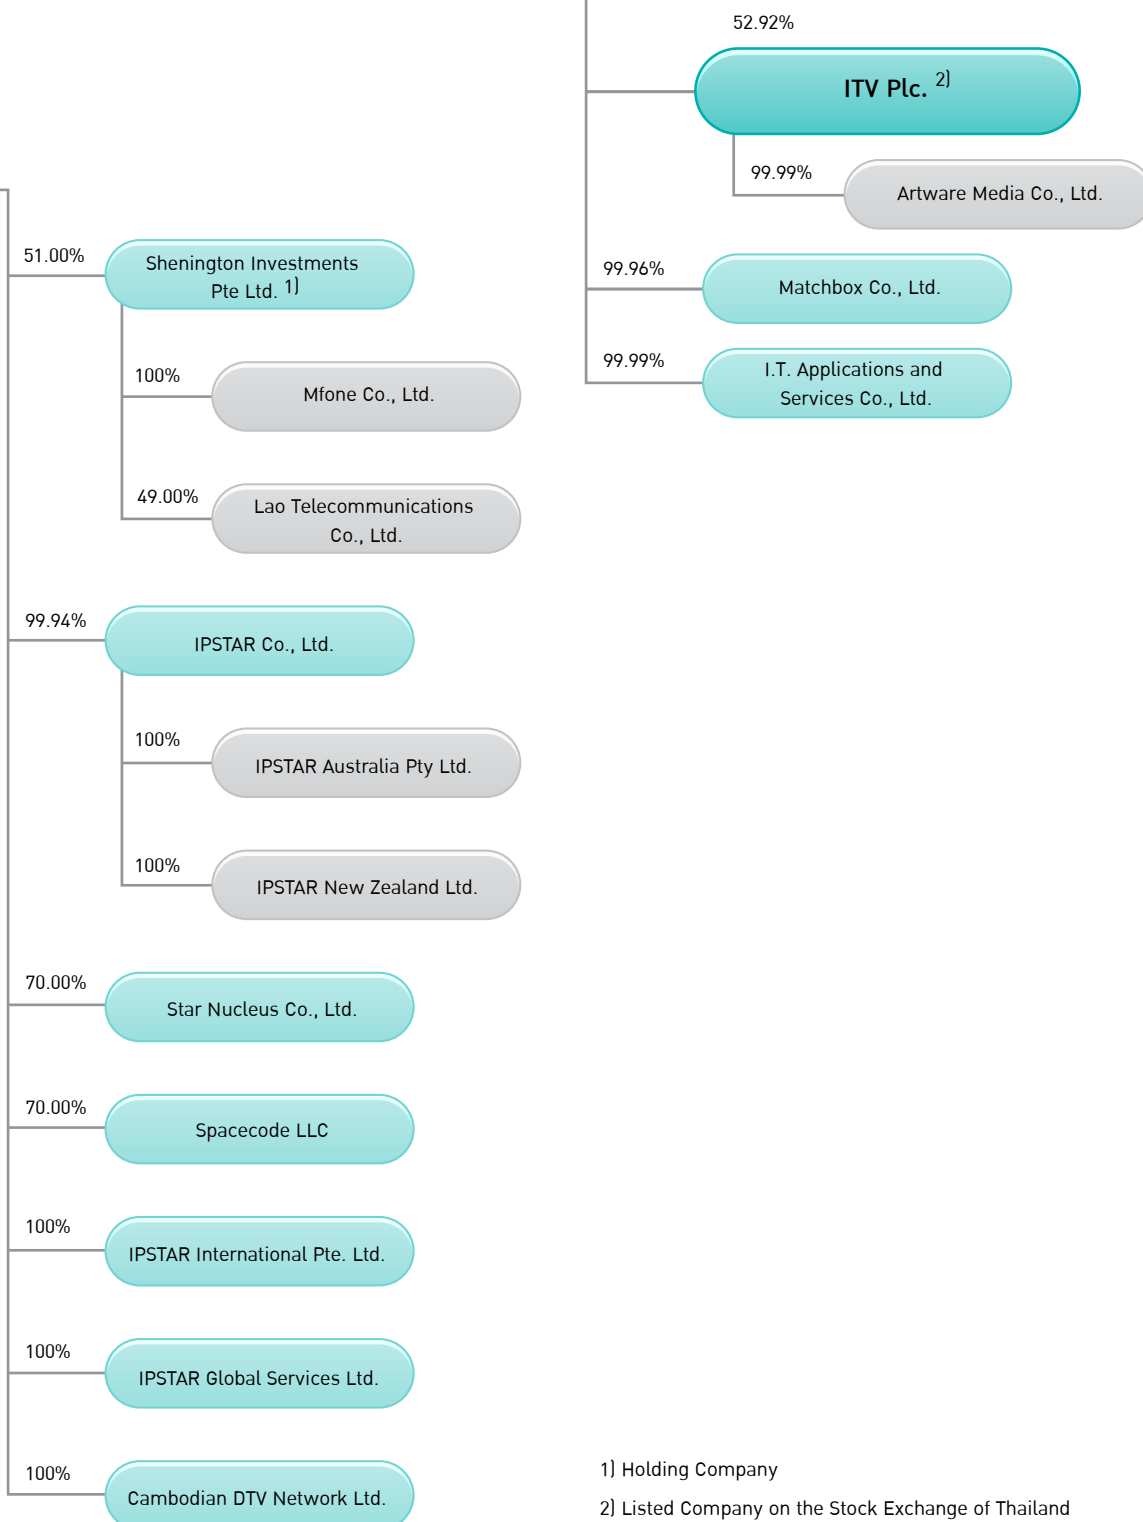 51.00%
Shenington Investments
Pte Ltd. 1)
100%
Mfone Co., Ltd.
49.00%
Lao Telecommunications
Co., Ltd.
99.94%
IPSTAR Co., Ltd.
100%
IPSTAR Australia Pty Ltd.
100%
IPSTAR New Zealand Ltd.
70.00%
Star Nucleus Co., Ltd.
70.00%
Spacecode LLC
100%
IPSTAR International Pte. Ltd.
100%
IPSTAR Global Services Ltd.
100%
Cambodian DTV Network Ltd.
52.92%
ITV Plc. 2)
99.99%
Artware Media Co., Ltd.
99.96%
Matchbox Co., Ltd.
99.99%
I.T. Applications and
Services Co., Ltd.
1) Holding Company
2) Listed Company on the Stock Exchange of Thailand